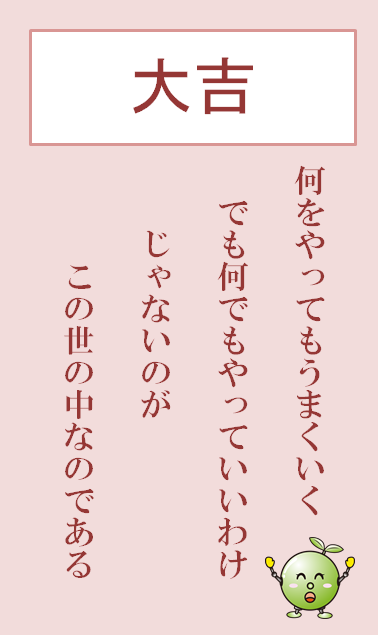 大吉
何をやってもうまくいく
でも何でもやっていいわけ
じゃないのが
この世の中なのである